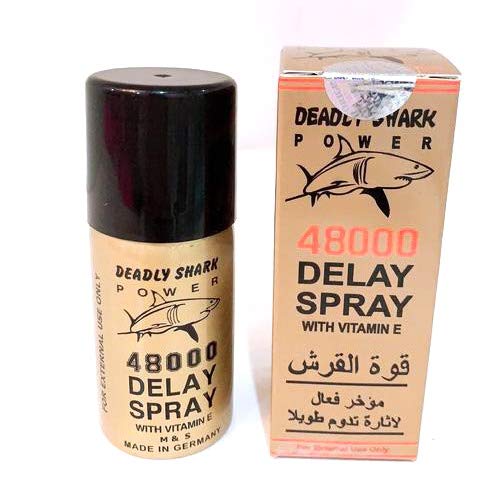 FOR EXTERNAL USE ONLY
DEADLY SHARK
POWER
48000
DELAY
SPRAY
WITH VITAMIN E
M & S
MADE IN GERMANY
DEADLY SHARK
POWER
48000
DELAY
SPRAY
WITH VITAMIN E
قوة القرش
مؤخر فعال
لاثارة تدوم طويلا
For External Use Only